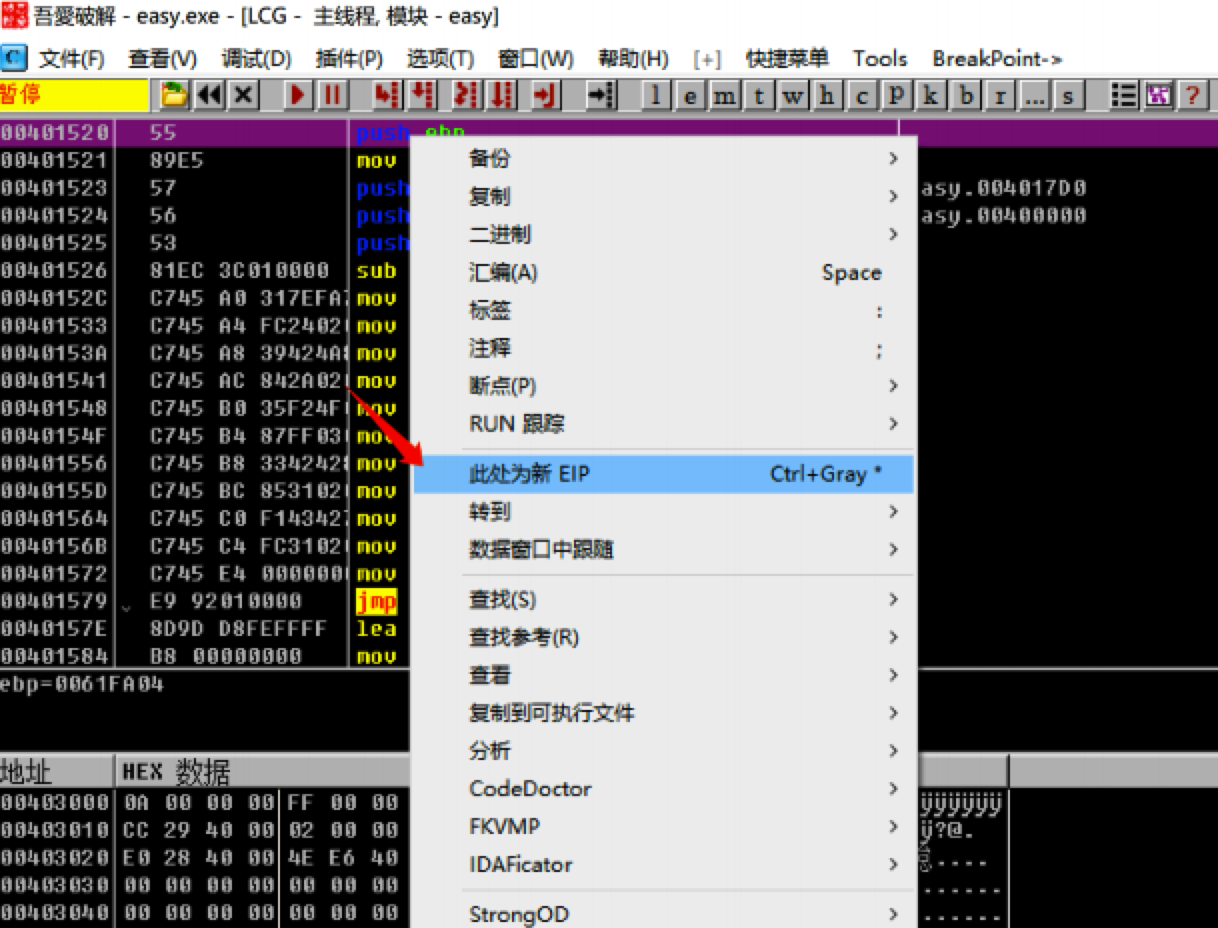 吾愛破解 - easy.exe - [LCG - 主线程, 模块 - easy]
C 文件(F) 查看(V) 调试(D) 插件(P) 选项(T) 窗口(W) 帮助(H) [+] 快捷菜单 Tools BreakPoint->
暂停 l e m t w h c P k b r ... s ?
00401520 55 push ebp
00401521 89E5 mov
00401523 57 push asy.004017D0
00401524 56 push asy.00400000
00401525 53 push
00401526 81EC 3C010000 sub
0040152C C745 A0 317EFA mov
00401533 C745 A4 FC2402 mov
0040153A C745 A8 39424A mov
00401541 C745 AC 842A02 mov
00401548 C745 B0 35F24F mov
0040154F C745 B4 87FF03 mov
00401556 C745 B8 334242 mov
0040155D C745 BC 853102 mov
00401564 C745 C0 F14342 mov
0040156B C745 C4 FC3102 mov
00401572 C745 E4 000000 mov
00401579 E9 92010000 jmp
0040157E 8D9D D8FEFFFF lea
00401584 B8 00000000 mov
ebp=0061FA04
地址 HEX 数据
00403000 0A 00 00 00 FF 00 00 ÿÿÿÿÿÿ
00403010 CC 29 40 00 02 00 00 ÿ?@.
00403020 E0 28 40 00 4E E6 40 ....
00403030 00 00 00 00 00 00 00 ......
00403040 00 00 00 00 00 00 00 ......
备份
复制
二进制
汇编(A) Space
标签 :
注释 ;
断点(P)
RUN 跟踪
此处为新 EIP Ctrl+Gray *
转到
数据窗口中跟随
查找(S)
查找参考(R)
查看
复制到可执行文件
分析
CodeDoctor
FKVMP
IDAFicator
StrongOD